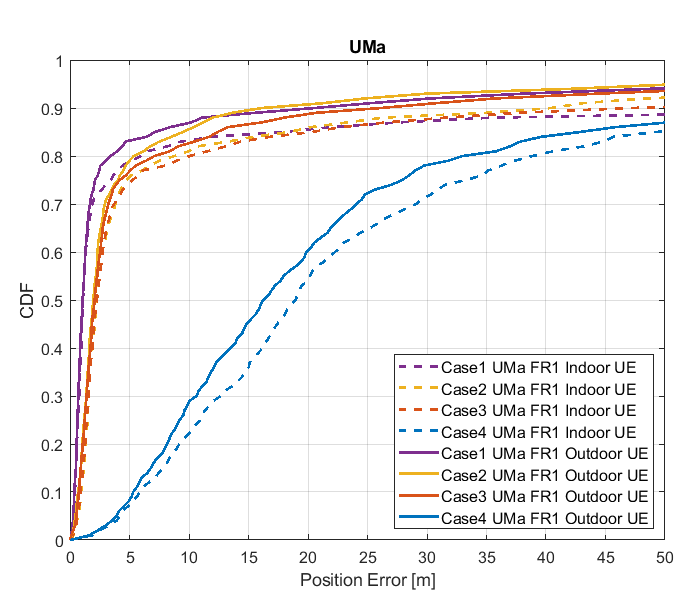 UMa
1
0.9
0.8
0.7
0.6
0.5
0.4
0.3
0.2
0.1
0
CDF
Case1 UMa FR1 Indoor UE
Case2 UMa FR1 Indoor UE
Case3 UMa FR1 Indoor UE
Case4 UMa FR1 Indoor UE
Case1 UMa FR1 Outdoor UE
Case2 UMa FR1 Outdoor UE
Case3 UMa FR1 Outdoor UE
Case4 UMa FR1 Outdoor UE
0 5 10 15 20 25 30 35 40 45 50
Position Error [m]